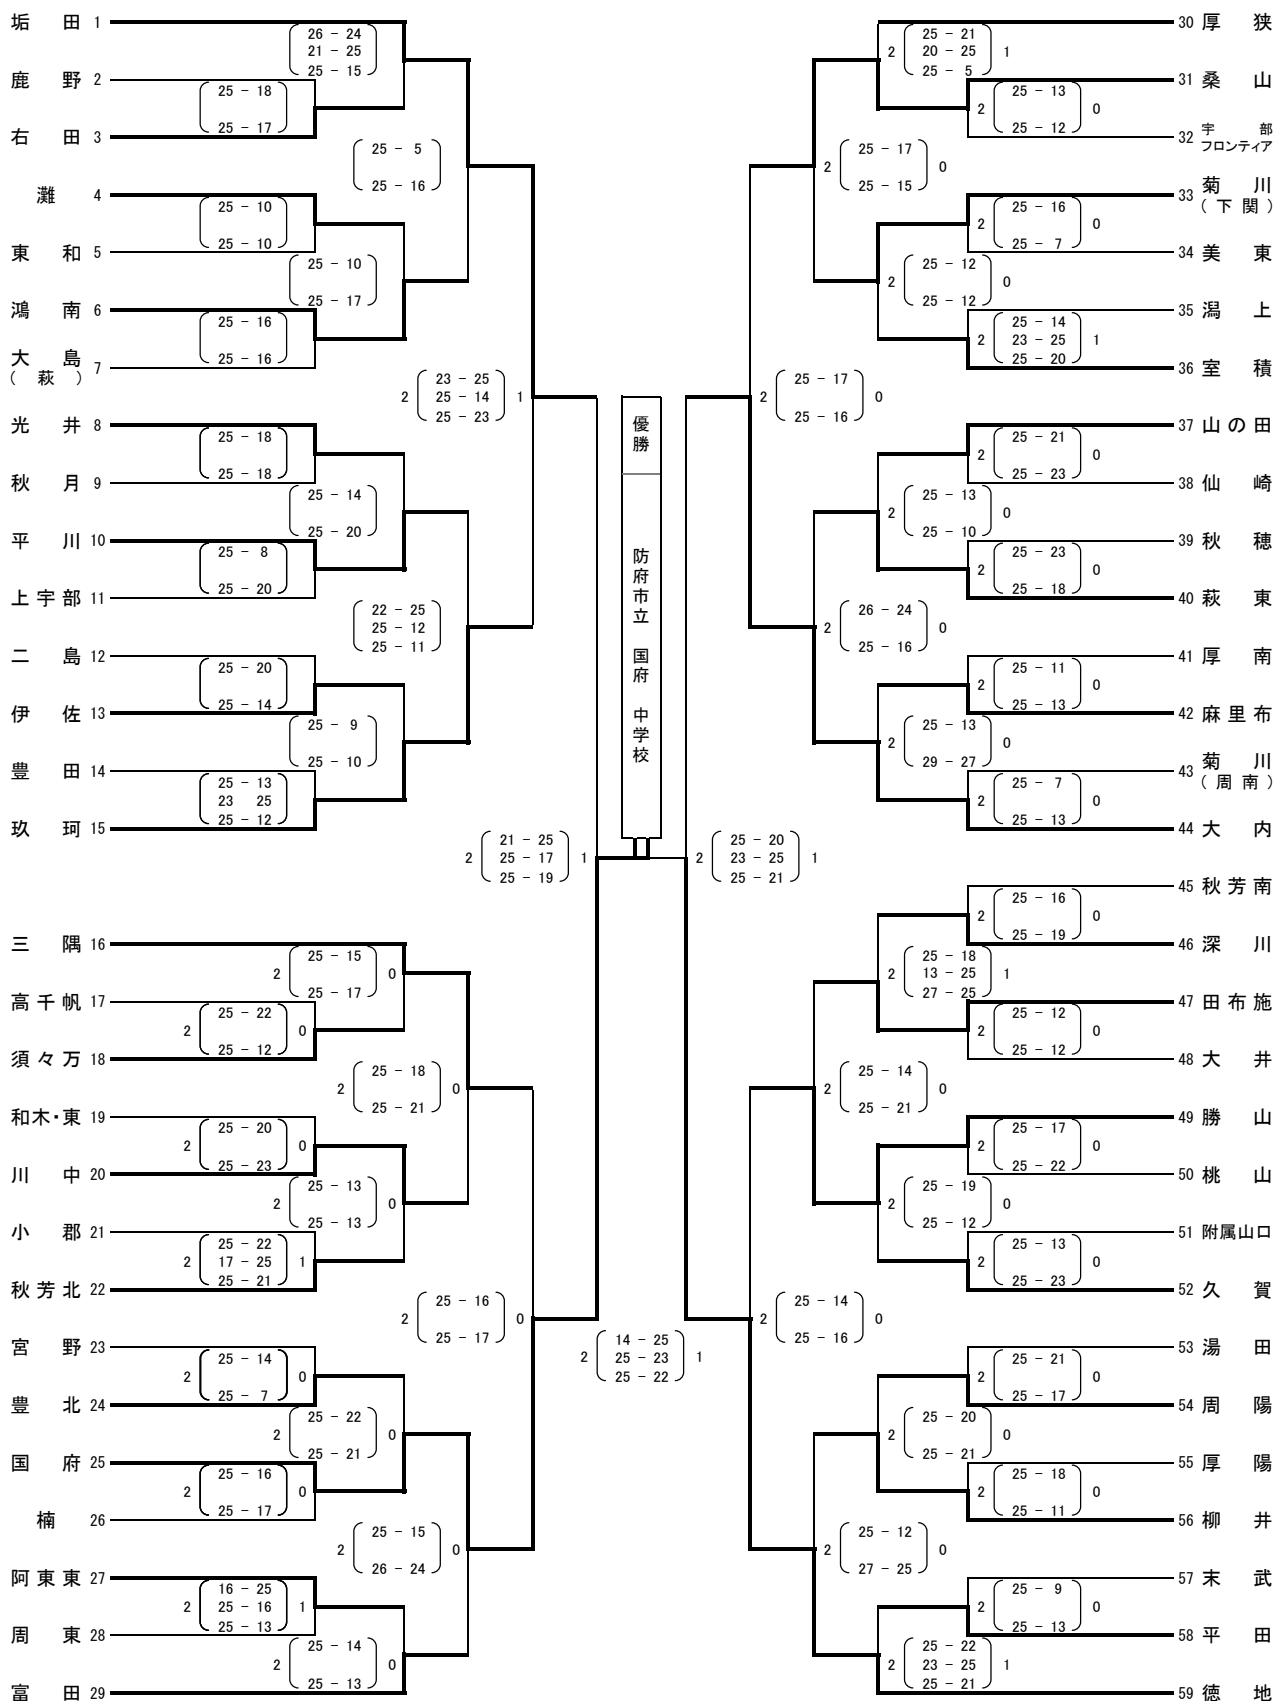 垢田 1
26 - 24
21 - 25
25 - 15
鹿野 2
25 - 18
25 - 17
右田 3
25 - 5
25 - 16
灘 4
25 - 10
25 - 10
東和 5
25 - 10
25 - 17
鴻南 6
25 - 16
25 - 16
大島 7
(萩)
2 23 - 25 1
25 - 14
25 - 23
光井 8
25 - 18
25 - 18
秋月 9
25 - 14
25 - 20
平川 10
25 - 8
25 - 20
上宇部 11
22 - 25
25 - 12
25 - 11
二島 12
25 - 20
25 - 14
伊佐 13
25 - 9
25 - 10
豊田 14
25 - 13
23 25
25 - 12
玖珂 15
21 - 25
2 25 - 17 1
25 - 19
三隅 16
25 - 15
2 0
25 - 17
高千帆 17
25 - 22
2 0
25 - 12
須々万 18
25 - 18
2 0
25 - 21
和木・東 19
25 - 20
2 0
25 - 23
川中 20
25 - 13
2 0
25 - 13
小郡 21
25 - 22
2 17 - 25 1
25 - 21
秋芳北 22
25 - 16
2 0
25 - 17
宮野 23
25 - 14
2 0
25 - 7
豊北 24
25 - 22
2 0
25 - 21
国府 25
25 - 16
2 0
25 - 17
楠 26
25 - 15
2 0
26 - 24
阿東東 27
16 - 25
2 25 - 16 1
25 - 13
周東 28
25 - 14
2 0
25 - 13
富田 29
優勝
防府市立 国府 中学校
14 - 25
2 25 - 23 1
25 - 22
30 厚狭
25 - 21
2 20 - 25 1
25 - 5
31 桑山
25 - 13
2 0
25 - 12
32 宇部
フロンティア
25 - 17
2 0
25 - 15
33 菊川
(下関)
25 - 16
2 0
25 - 7
34 美東
25 - 12
2 0
25 - 12
35 潟上
25 - 14
2 23 - 25 1
25 - 20
36 室積
25 - 17
2 0
25 - 16
37 山の田
25 - 21
2 0
25 - 23
38 仙崎
25 - 13
2 0
25 - 10
39 秋穂
25 - 23
2 0
25 - 18
40 萩東
26 - 24
2 0
25 - 16
41 厚南
25 - 11
2 0
25 - 13
42 麻里布
25 - 13
2 0
29 - 27
43 菊川
(周南)
25 - 7
2 0
25 - 13
44 大内
25 - 20
2 23 - 25 1
25 - 21
45 秋芳南
25 - 16
2 0
25 - 19
46 深川
25 - 18
2 13 - 25 1
27 - 25
47 田布施
25 - 12
2 0
25 - 12
48 大井
25 - 14
2 0
25 - 21
49 勝山
25 - 17
2 0
25 - 22
50 桃山
25 - 19
2 0
25 - 12
51 附属山口
25 - 13
2 0
25 - 23
52 久賀
25 - 14
2 0
25 - 16
53 湯田
25 - 21
2 0
25 - 17
54 周陽
25 - 20
2 0
25 - 21
55 厚陽
25 - 18
2 0
25 - 11
56 柳井
25 - 12
2 0
27 - 25
57 末武
25 - 9
2 0
25 - 13
58 平田
25 - 22
2 23 - 25 1
25 - 21
59 徳地